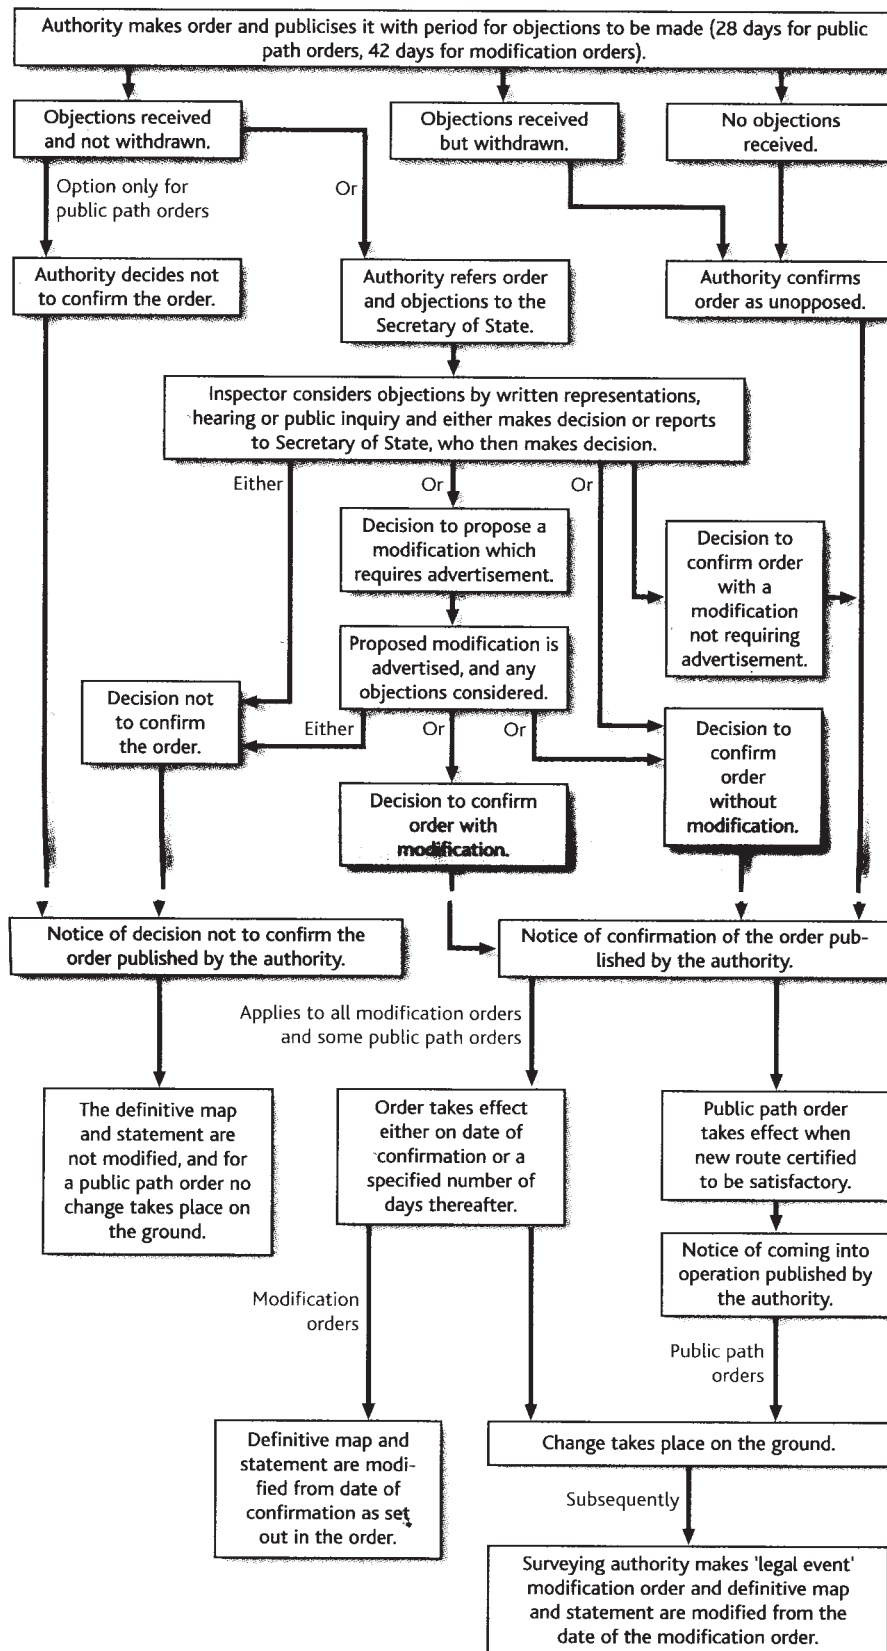 Authority makes order and publicises it with period for objections to be made (28 days for public
path orders, 42 days for modification orders).
Objections received
and not withdrawn.
Objections received
but withdrawn.
No objections
received.
Option only for
public path orders
Or
Authority decides not
to confirm the order.
Authority refers order
and objections to the
Secretary of State.
Authority confirms
order as unopposed.
Inspector considers objections by written representations,
hearing or public inquiry and either makes decision or reports
to Secretary of State, who then makes decision.
Either
Or
Or
Decision to propose a
modification which
requires advertisement.
Decision to
confirm order
with a
modification
not requiring
advertisement.
Proposed modification is
advertised, and any
objections considered.
Decision not
to confirm
the order.
Either
Or
Or
Decision to
confirm
order
without
modification.
Decision to confirm
order with
modification.
Notice of decision not to confirm the
order published by the authority.
Notice of confirmation of the order pub-
lished by the authority.
Applies to all modification orders
and some public path orders
The definitive map
and statement are
not modified, and for
a public path order no
change takes place on
the ground.
Order takes effect
either on date of
confirmation or a
specified number of
days thereafter.
Public path order
takes effect when
new route certified
to be satisfactory.
Notice of coming into
operation published by
the authority.
Modification
orders
Public path
orders
Definitive map and
statement are modi-
fied from date of
confirmation as set
out in the order.
Change takes place on the ground.
Subsequently
Surveying authority makes 'legal event'
modification order and definitive map
and statement are modified from the
date of the modification order.